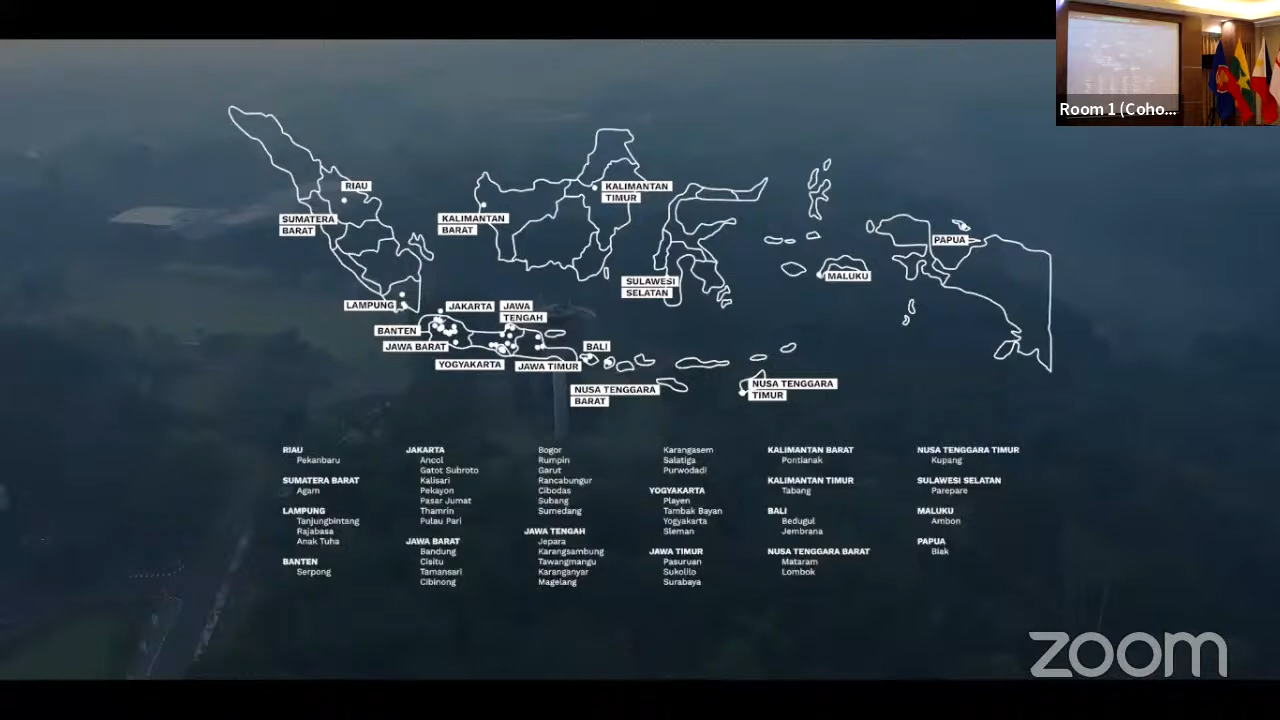 Room 1 (Coho...
RIAU
SUMATERA
BARAT
LAMPUNG
BANTEN
JAKARTA
JAWA
TENGAH
JAWA BARAT
YOGYAKARTA
JAWA TIMUR
BALI
KALIMANTAN
BARAT
KALIMANTAN
TIMUR
SULAWESI
SELATAN
NUSA TENGGARA
BARAT
NUSA TENGGARA
TIMUR
MALUKU
PAPUA
RIAU
Pekanbaru
SUMATERA BARAT
Agam
LAMPUNG
Tanjungbintang
Rajabasa
Anak Tuha
BANTEN
Serpong
JAKARTA
Ancol
Gatot Subroto
Kalisari
Pekayon
Pasar Jumat
Thamrin
Pulau Pari
JAWA BARAT
Bandung
Cisitu
Tamansari
Cibinong
Bogor
Rumpin
Garut
Rancabungur
Cibodas
Subang
Sumedang
JAWA TENGAH
Jepara
Karangsambung
Tawangmangu
Karanganyar
Magelang
Karangasem
Salatiga
Purwodadi
YOGYAKARTA
Playen
Tambak Bayan
Yogyakarta
Sleman
JAWA TIMUR
Pasuruan
Sukolilo
Surabaya
KALIMANTAN BARAT
Pontianak
KALIMANTAN TIMUR
Tabang
BALI
Bedugul
Jembrana
NUSA TENGGARA BARAT
Mataram
Lombok
NUSA TENGGARA TIMUR
Kupang
SULAWESI SELATAN
Parepare
MALUKU
Ambon
PAPUA
Biak
zoom